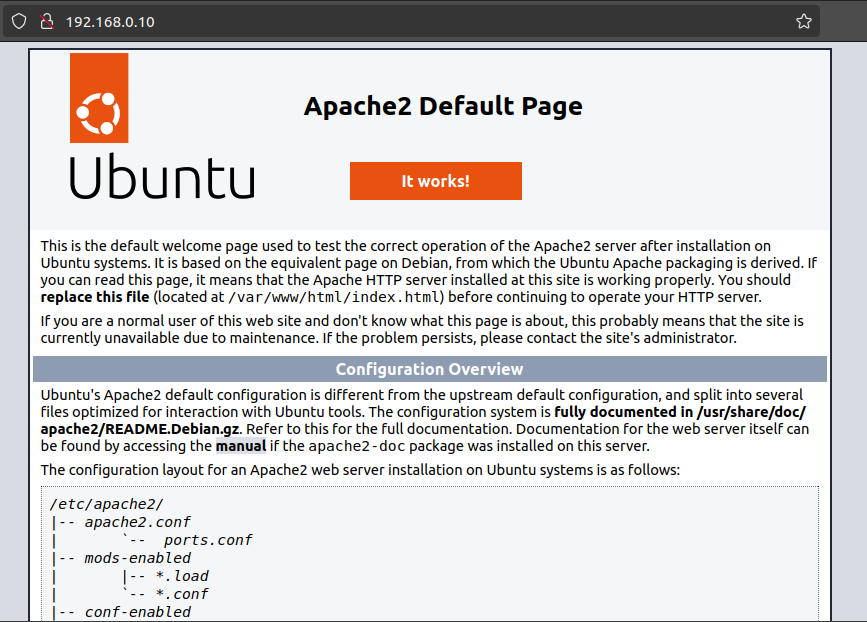 192.168.0.10
Apache2 Default Page
Ubuntu
It works!
This is the default welcome page used to test the correct operation of the Apache2 server after installation on
Ubuntu systems. It is based on the equivalent page on Debian, from which the Ubuntu Apache packaging is derived. If
you can read this page, it means that the Apache HTTP server installed at this site is working properly. You should
replace this file (located at /var/www/html/index.html) before continuing to operate your HTTP server.
If you are a normal user of this web site and don't know what this page is about, this probably means that the site is
currently unavailable due to maintenance. If the problem persists, please contact the site's administrator.
Configuration Overview
Ubuntu's Apache2 default configuration is different from the upstream default configuration, and split into several
files optimized for interaction with Ubuntu tools. The configuration system is fully documented in /usr/share/doc/
apache2/README.Debian.gz. Refer to this for the full documentation. Documentation for the web server itself can
be found by accessing the manual if the apache2-doc package was installed on this server.
The configuration layout for an Apache2 web server installation on Ubuntu systems is as follows:
/etc/apache2/
|-- apache2.conf
|       `--  ports.conf
|-- mods-enabled
|       |-- *.load
|       `-- *.conf
|-- conf-enabled